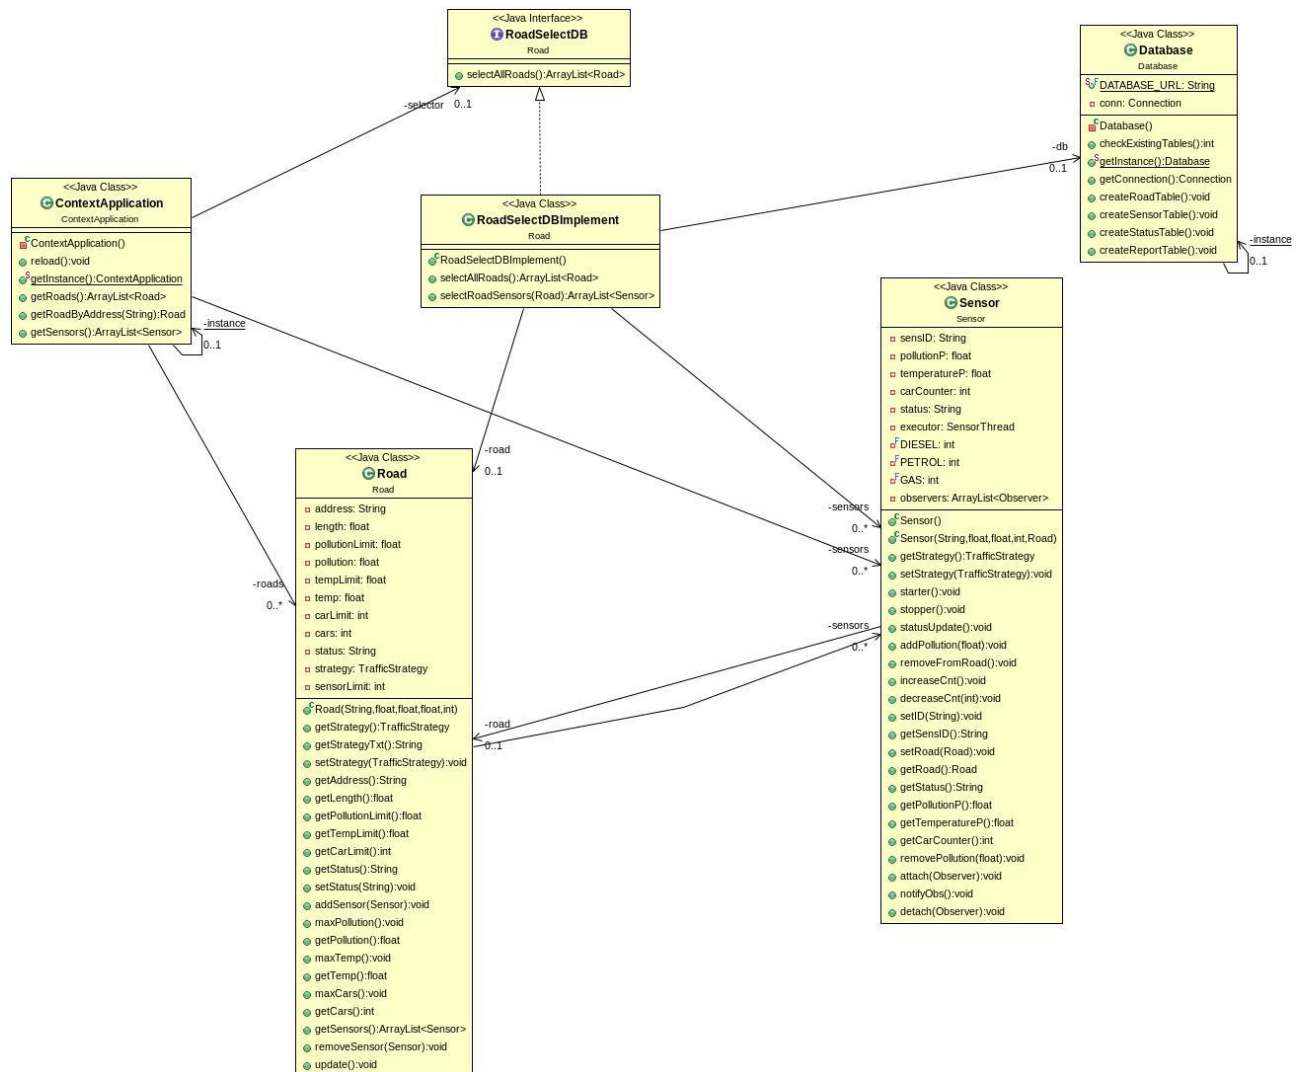 <<Java Interface>>
RoadSelectDB
Road
selectAllRoads():ArrayList<Road>
-selector
0..1
<<Java Class>>
Database
Database
DATABASE_URL: String
conn: Connection
Database()
checkExistingTables():int
getInstance():Database
getConnection():Connection
createRoadTable():void
createSensorTable():void
createStatusTable():void
createReportTable():void
-db
0..1
-instance
0..1
<<Java Class>>
ContextApplication
ContextApplication
ContextApplication()
reload():void
getInstance():ContextApplication
getRoads():ArrayList<Road>
getRoadByAddress(String):Road
getSensors():ArrayList<Sensor>
-instance
0..1
<<Java Class>>
RoadSelectDBImplement
Road
RoadSelectDBImplement()
selectAllRoads():ArrayList<Road>
selectRoadSensors(Road):ArrayList<Sensor>
<<Java Class>>
Sensor
Sensor
sensID: String
pollutionP: float
temperatureP: float
carCounter: int
status: String
executor: SensorThread
DIESEL: int
PETROL: int
GAS: int
observers: ArrayList<Observer>
Sensor()
Sensor(String,float,float,int,Road)
getStrategy():TrafficStrategy
setStrategy(TrafficStrategy):void
starter():void
stopper():void
statusUpdate():void
addPollution(float):void
removeFromRoad():void
increaseCnt():void
decreaseCnt(int):void
setID(String):void
getSensID():String
setRoad(Road):void
getRoad():Road
getStatus():String
getPollutionP():float
getTemperatureP():float
getCarCounter():int
removePollution(float):void
attach(Observer):void
notifyObs():void
detach(Observer):void
-road
0..1
-sensors
0..*
-sensors
0..*
-roads
0..*
-sensors
0..*
-road
0..1
<<Java Class>>
Road
Road
address: String
length: float
pollutionLimit: float
pollution: float
tempLimit: float
temp: float
carLimit: int
cars: int
status: String
strategy: TrafficStrategy
sensorLimit: int
Road(String,float,float,float,int)
getStrategy():TrafficStrategy
getStrategyTxt():String
setStrategy(TrafficStrategy):void
getAddress():String
getLength():float
getPollutionLimit():float
getTempLimit():float
getCarLimit():int
getStatus():String
setStatus(String):void
addSensor(Sensor):void
maxPollution():void
getPollution():float
maxTemp():void
getTemp():float
maxCars():void
getCars():int
getSensors():ArrayList<Sensor>
removeSensor(Sensor):void
update():void